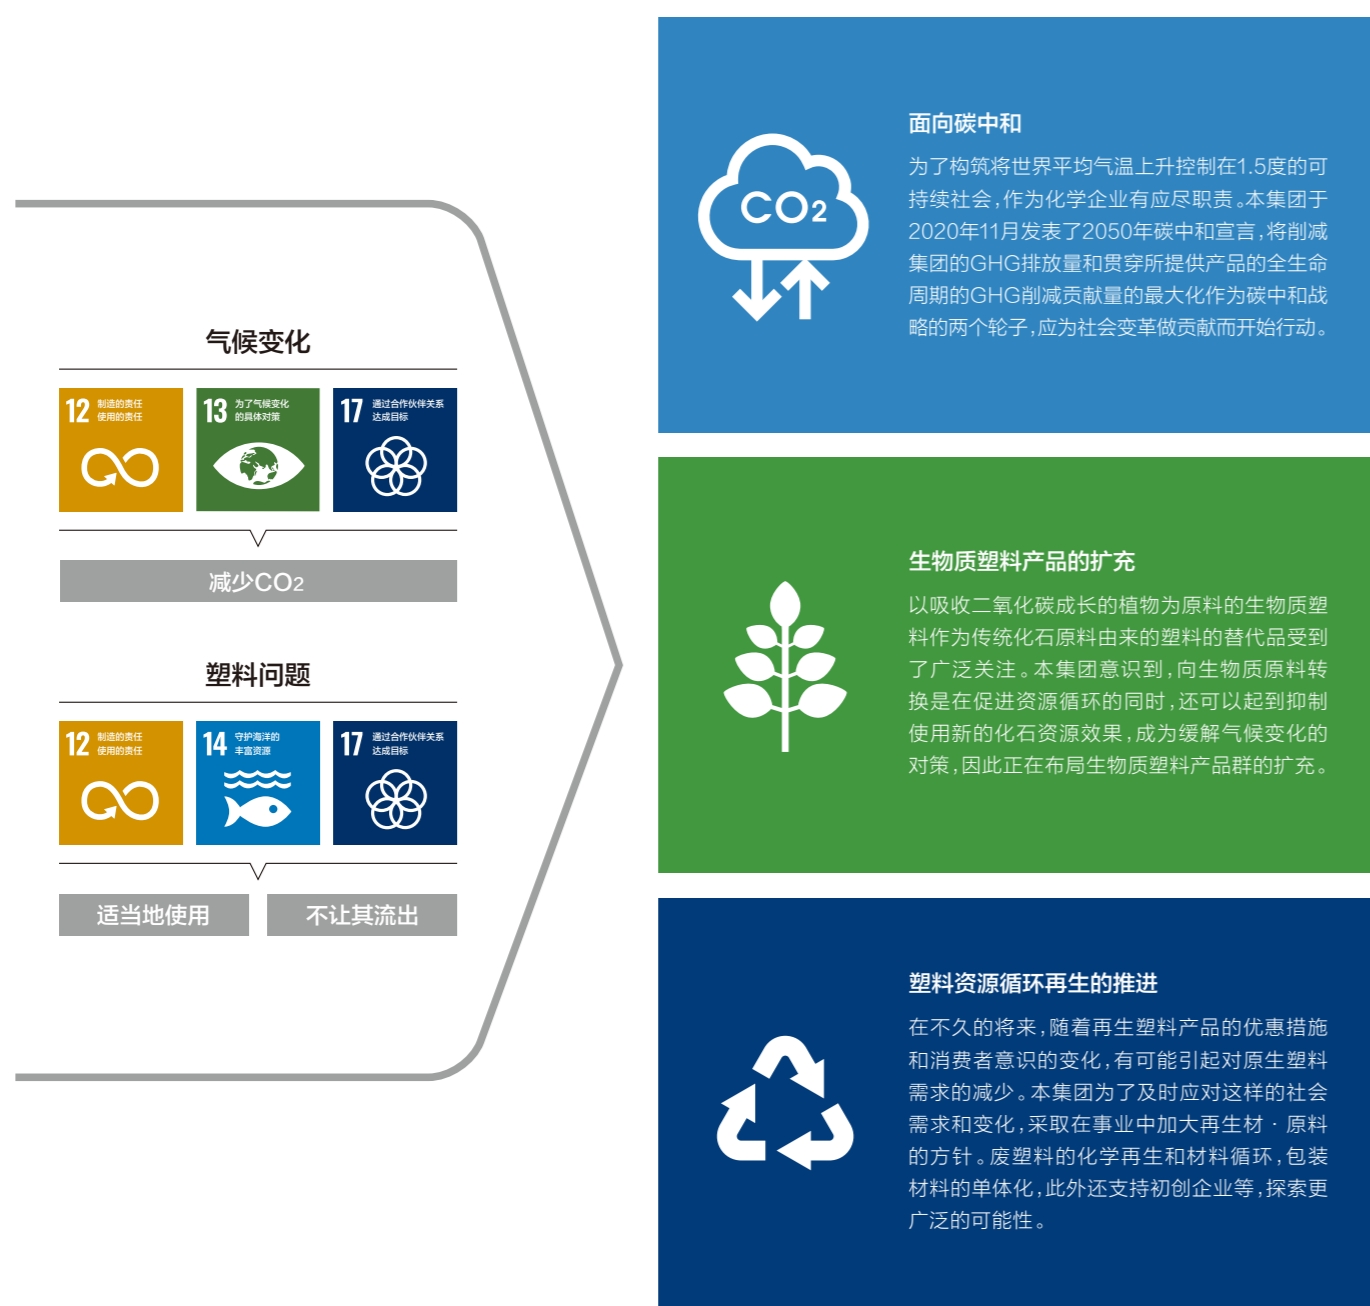 气候变化
12 制造的责任
使用的责任
13 为了气候变化
的具体对策
17 通过合作伙伴关系
达成目标
减少CO2
塑料问题
12 制造的责任
使用的责任
14 守护海洋的
丰富资源
17 通过合作伙伴关系
达成目标
适当地使用
不让其流出
CO2
面向碳中和
为了构筑将世界平均气温上升控制在1.5度的可
持续社会,作为化学企业有应尽职责。本集团于
2020年11月发表了2050年碳中和宣言,将削减
集团的GHG排放量和贯穿所提供产品的全生命
周期的GHG削减贡献量的最大化作为碳中和战
略的两个轮子,应为社会变革做贡献而开始行动。
生物质塑料产品的扩充
以吸收二氧化碳成长的植物为原料的生物质塑
料作为传统化石原料由来的塑料的替代品受到
了广泛关注。本集团意识到,向生物质原料转
换是在促进资源循环的同时,还可以起到抑制
使用新的化石资源效果,成为缓解气候变化的
对策,因此正在布局生物质塑料产品群的扩充。
塑料资源循环再生的推进
在不久的将来,随着再生塑料产品的优惠措施
和消费者意识的变化,有可能引起对原生塑料
需求的减少。本集团为了及时应对这样的社会
需求和变化,采取在事业中加大再生材·原料
的方针。废塑料的化学再生和材料循环,包装
材料的单体化,此外还支持初创企业等,探索更
广泛的可能性。